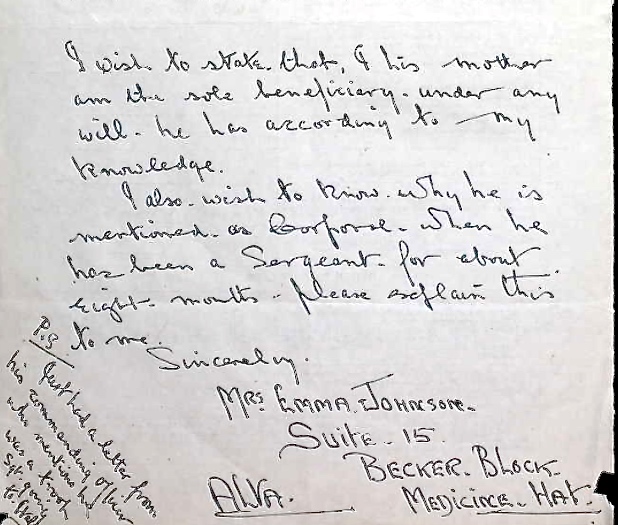 I wish to state that, I his mother
am the sole beneficiary. under any
will. he has according to my
knowledge.
I also. wish to know. why he is
mentioned. as Corporal. when he
has been a Sergeant. for about
eight. months. please explain this
to me.
Sincerely.
Mrs Emma Johnson.
Suite. 15.
Becker. Block.
Medicine. Hat.
Alta.
P.S Just had a letter from
his commanding officer
who mentions he
was a
Sgt going
to